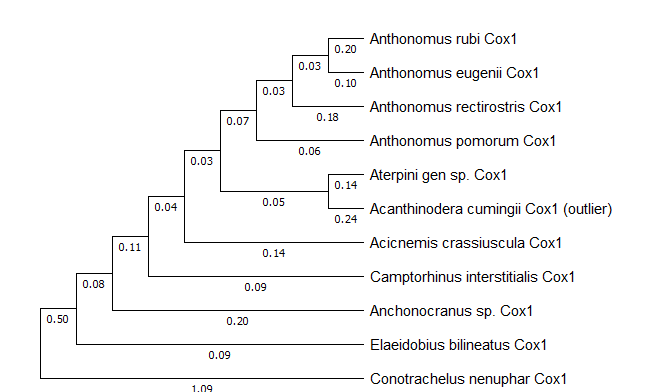 Anthonomus rubi Cox1
0.20
0.03
Anthonomus eugenii Cox1
0.10
0.03
Anthonomus rectirostris Cox1
0.18
0.07
Anthonomus pomorum Cox1
0.06
0.03
Aterpini gen sp. Cox1
0.14
0.05
Acanthinodera cumingii Cox1 (outlier)
0.24
0.04
Acicnemis crassiuscula Cox1
0.14
0.11
Camptorhinus interstitialis Cox1
0.09
0.08
Anchonocranus sp. Cox1
0.20
0.50
Elaeidobius bilineatus Cox1
0.09
Conotrachelus nenuphar Cox1
1.09